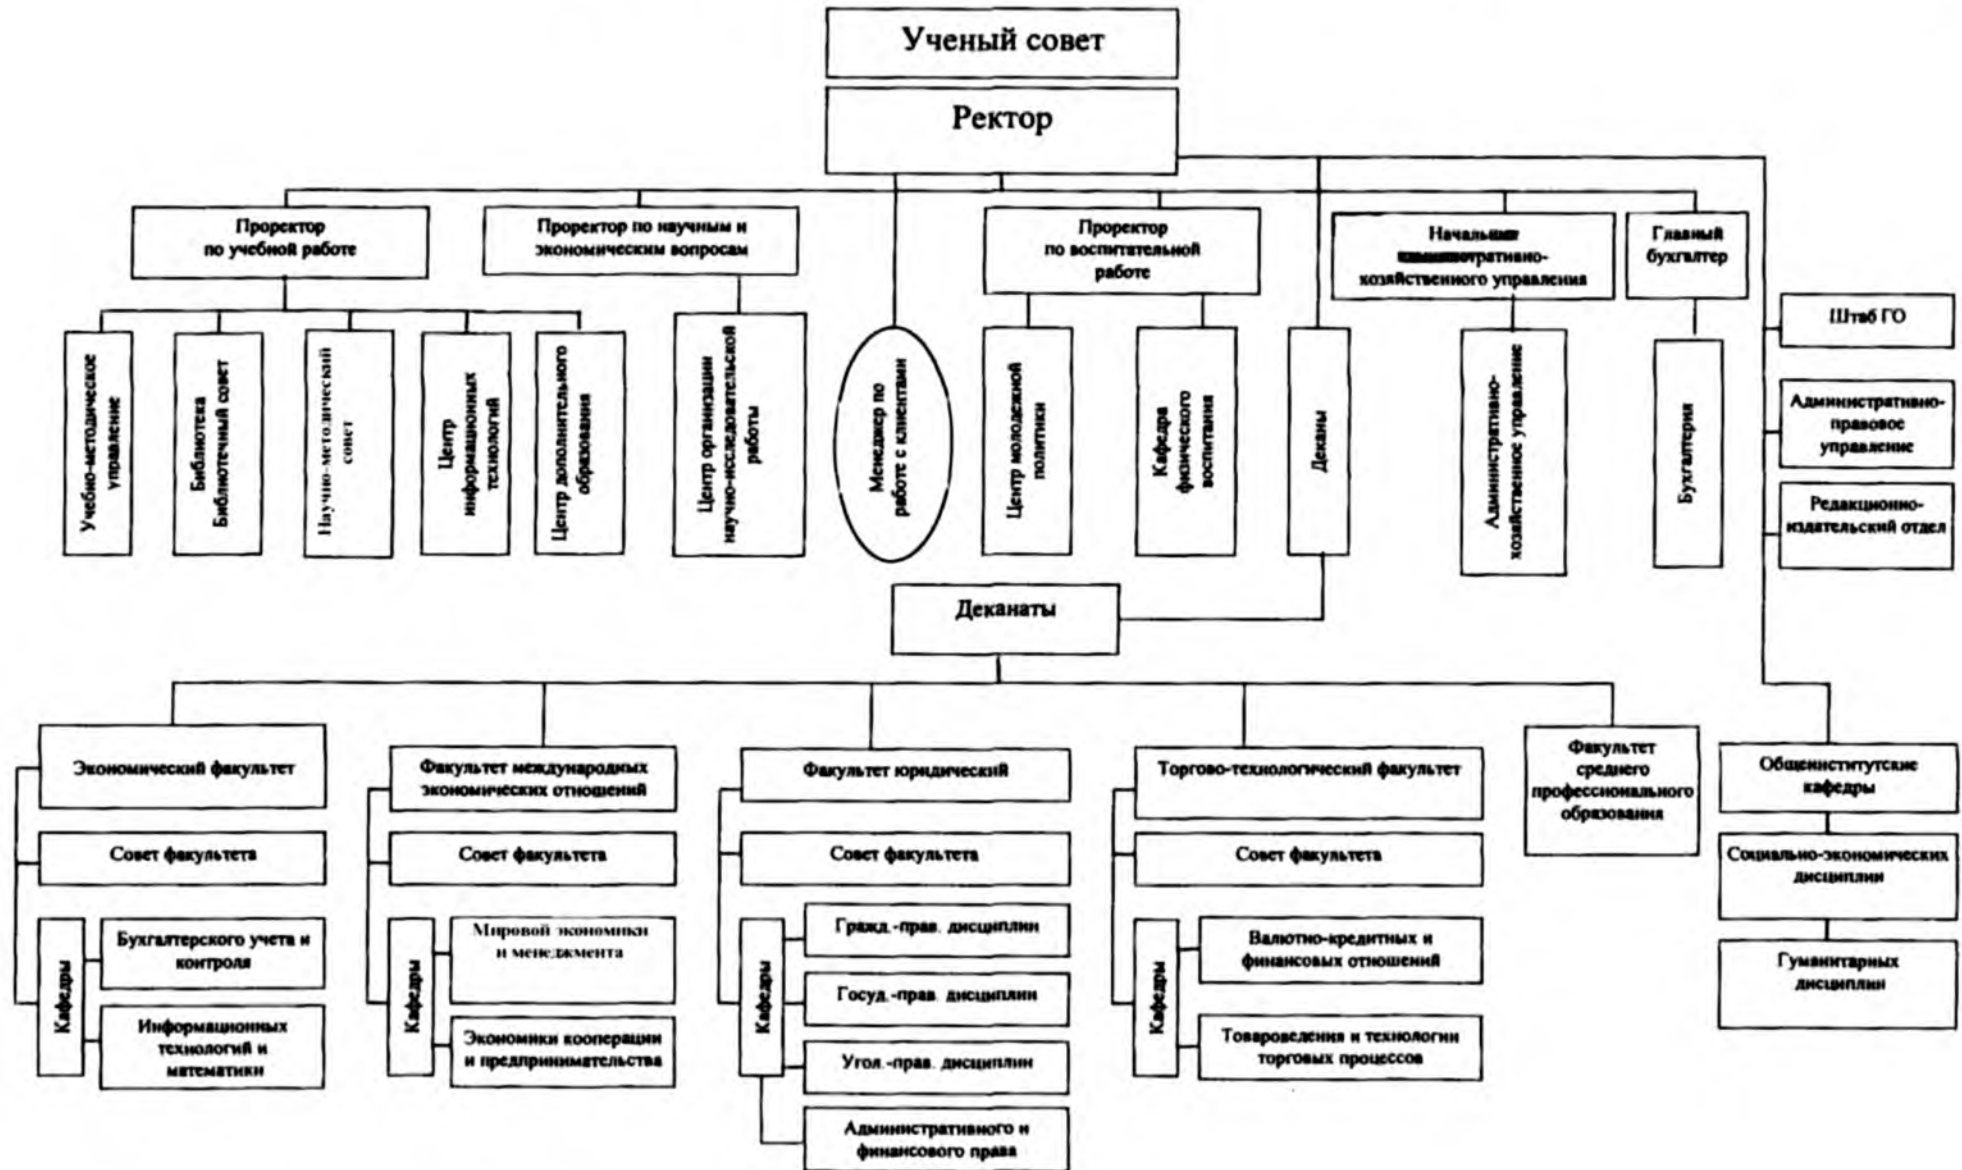 Ученый совет
Ректор
Проректор
по учебной работе
Проректор по научным и
экономическим вопросам
Проректор
по воспитательной
работе
Начальник
административно-
хозяйственного управления
Главный
бухгалтер
Учебно-методическое
управление
Библиотека
Библиотечный совет
Научно-методический
совет
Центр
информационных
технологий
Центр дополнительного
образования
Центр организации
научно-исследовательской
работы
Менеджер по
работе с клиентами
Центр молодежной
политики
Кафедра
физического
воспитания
Деканы
Административно-
хозяйственное управление
Бухгалтерия
Штаб ГО
Административно-
правовое
управление
Редакционно-
издательский отдел
Деканаты
Экономический факультет
Факультет международных
экономических отношений
Факультет юридический
Торгово-технологический факультет
Факультет
среднего
профессионального
образования
Общеинститутские
кафедры
Совет факультета
Совет факультета
Совет факультета
Совет факультета
Социально-экономических
дисциплин
Кафедры
Бухгалтерского учета и
контроля
Информационных
технологий и
математики
Кафедры
Мировой экономики
и менеджмента
Экономики кооперации
и предпринимательства
Кафедры
Гражд.-прав. дисциплин
Госуд.-прав. дисциплин
Угол.-прав. дисциплин
Административного и
финансового права
Кафедры
Валютно-кредитных и
финансовых отношений
Товароведения и технологии
торговых процессов
Гуманитарных
дисциплин